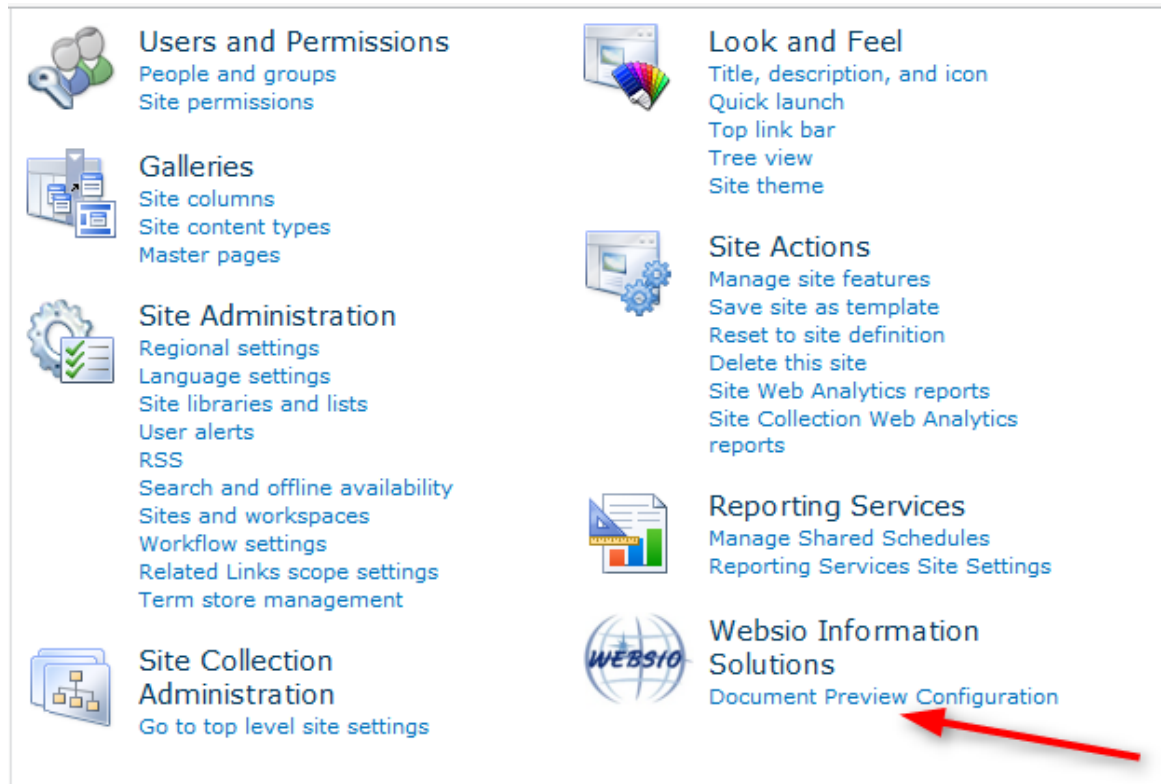 Users and Permissions
People and groups
Site permissions
Galleries
Site columns
Site content types
Master pages
Site Administration
Regional settings
Language settings
Site libraries and lists
User alerts
RSS
Search and offline availability
Sites and workspaces
Workflow settings
Related Links scope settings
Term store management
Site Collection
Administration
Go to top level site settings
Look and Feel
Title, description, and icon
Quick launch
Top link bar
Tree view
Site theme
Site Actions
Manage site features
Save site as template
Reset to site definition
Delete this site
Site Web Analytics reports
Site Collection Web Analytics
reports
Reporting Services
Manage Shared Schedules
Reporting Services Site Settings
WEBSIO
Websio Information
Solutions
Document Preview Configuration